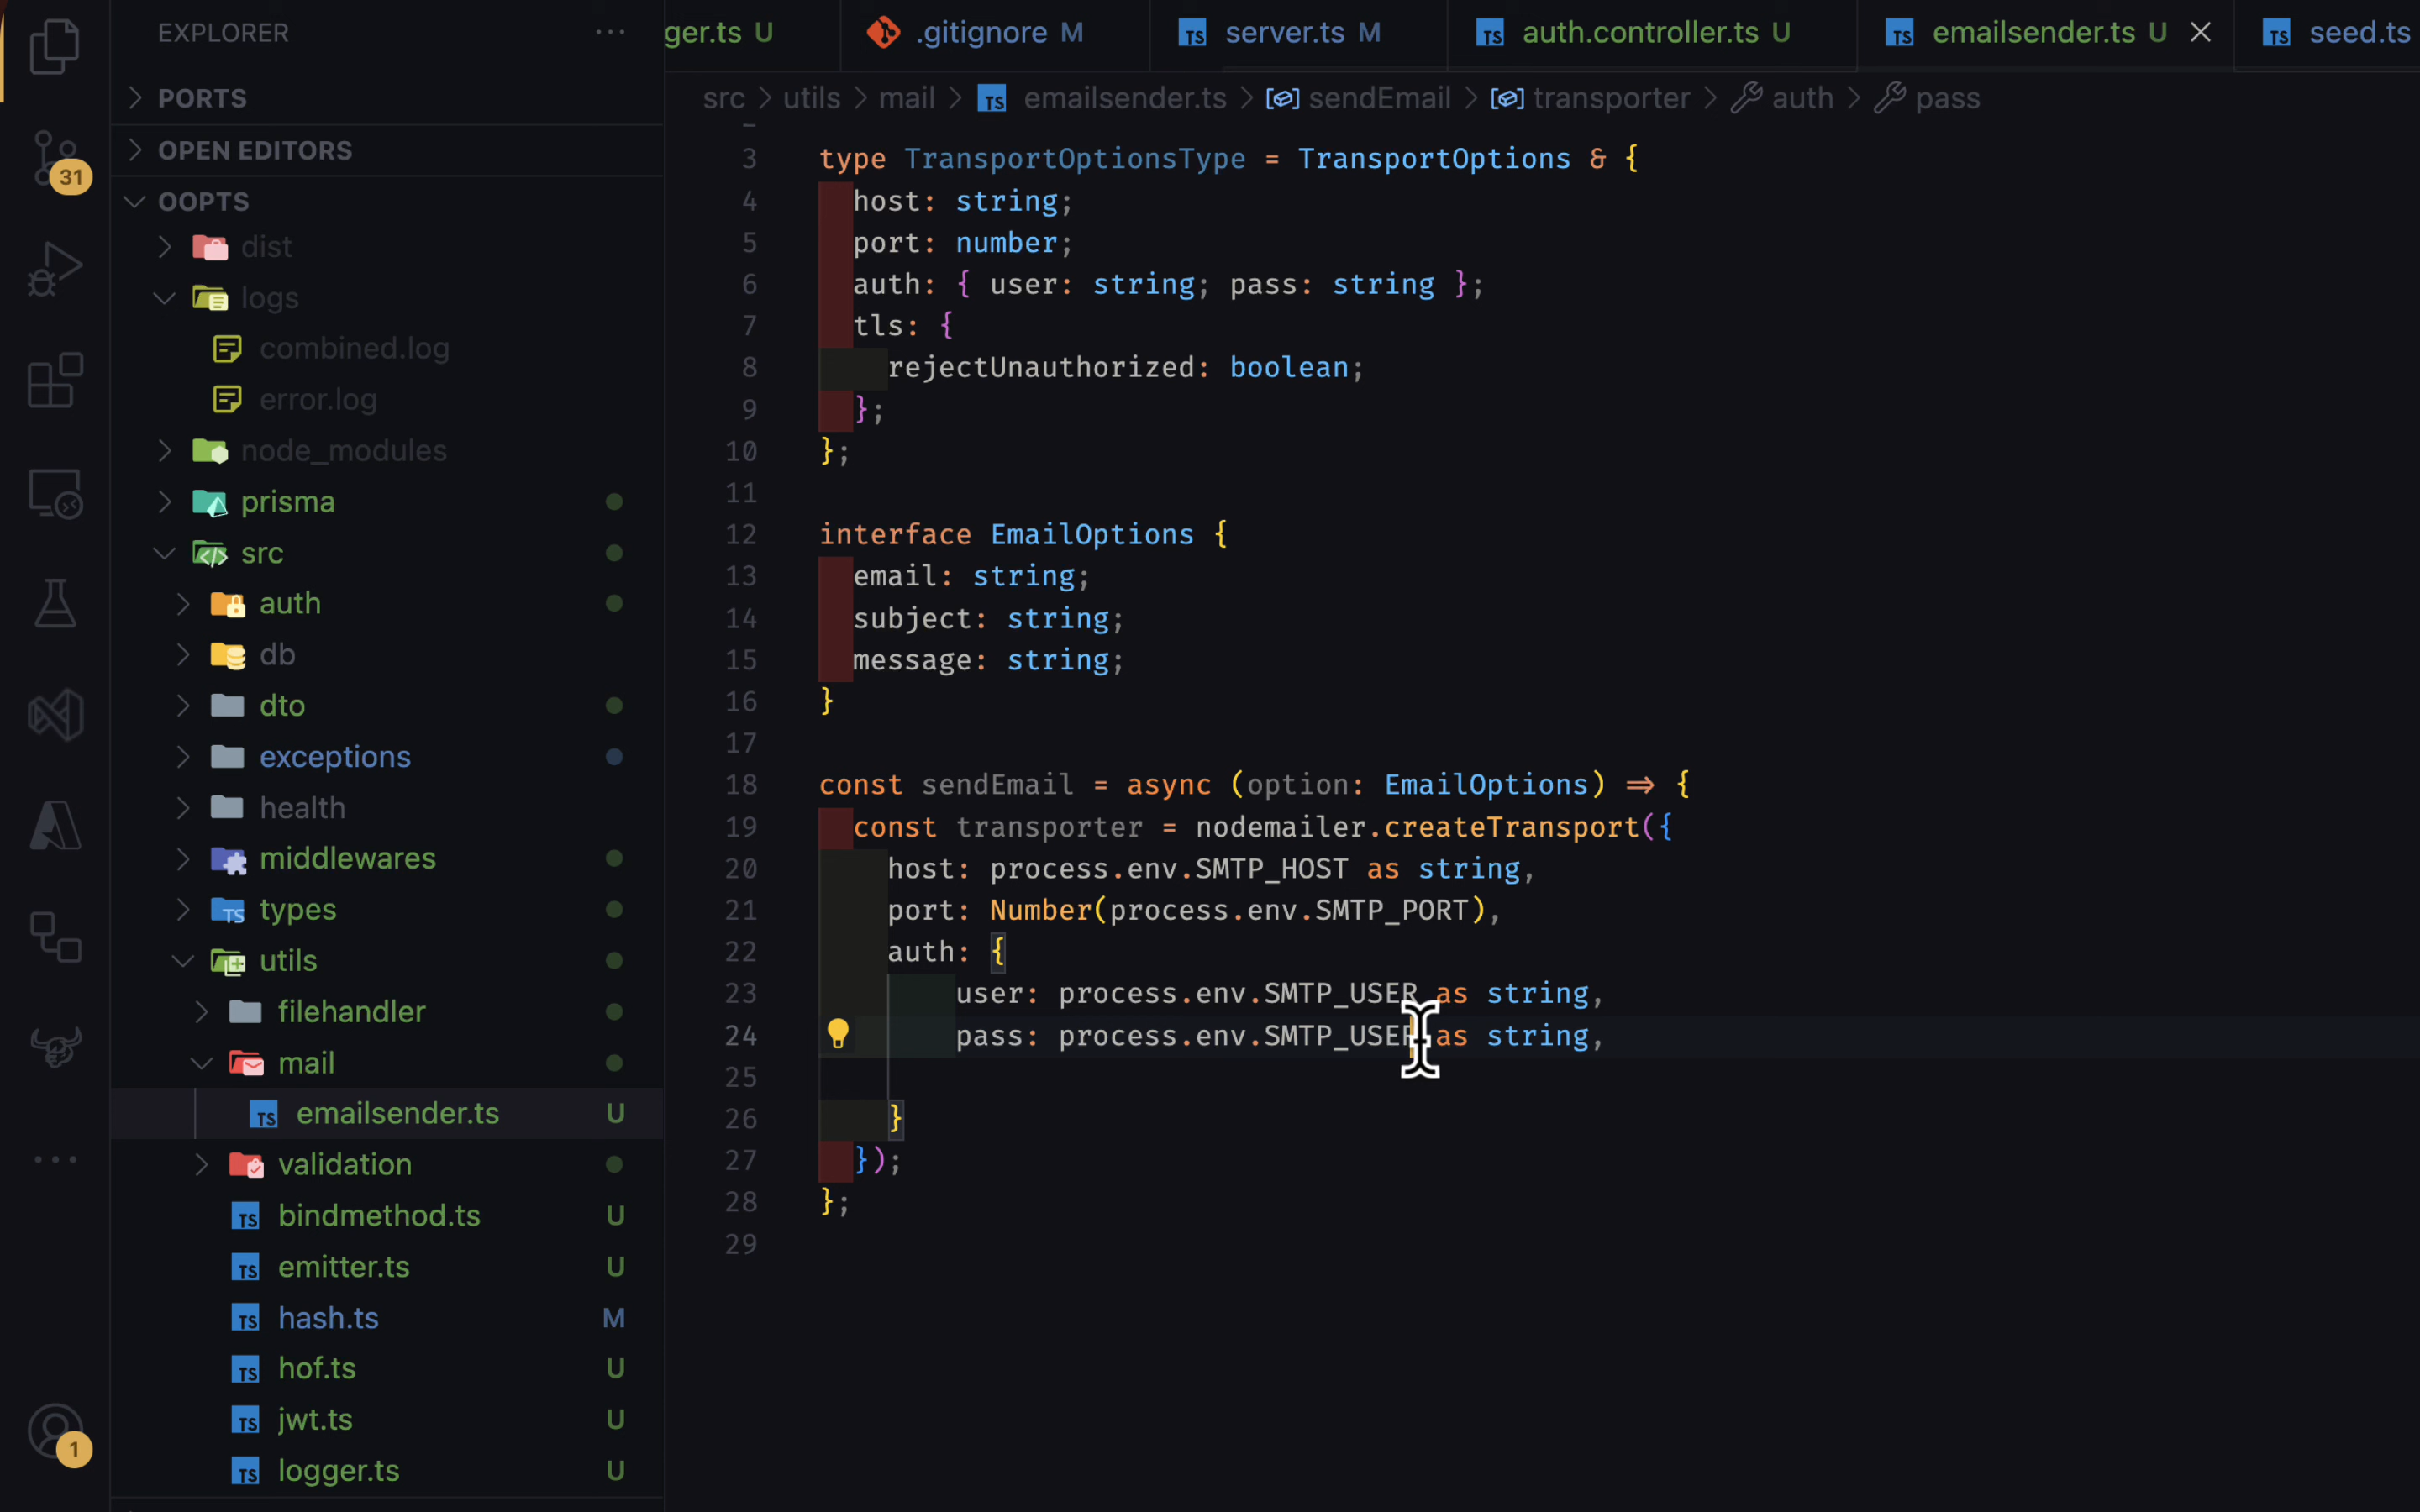 EXPLORER
PORTS
OPEN EDITORS
OOPTS
dist
logs
combined.log
error.log
node_modules
prisma
src
auth
db
dto
exceptions
health
middlewares
types
utils
filehandler
mail
emailsender.ts U
validation
bindmethod.ts U
emitter.ts U
hash.ts M
hof.ts U
jwt.ts U
logger.ts U
31
1
ger.ts U .gitignore M server.ts M auth.controller.ts U emailsender.ts U seed.ts
src > utils > mail > TS emailsender.ts > sendEmail > transporter > auth > pass
3 type TransportOptionsType = TransportOptions & {
4 host: string;
5 port: number;
6 auth: { user: string; pass: string };
7 tls: {
8 rejectUnauthorized: boolean;
9 };
10 };
11
12 interface EmailOptions {
13 email: string;
14 subject: string;
15 message: string;
16 }
17
18 const sendEmail = async (option: EmailOptions) ⇒ {
19 const transporter = nodemailer.createTransport({
20 host: process.env.SMTP_HOST as string,
21 port: Number(process.env.SMTP_PORT),
22 auth: {
23 user: process.env.SMTP_USER as string,
24 pass: process.env.SMTP_USER as string,
25
26 }
27 });
28 };
29